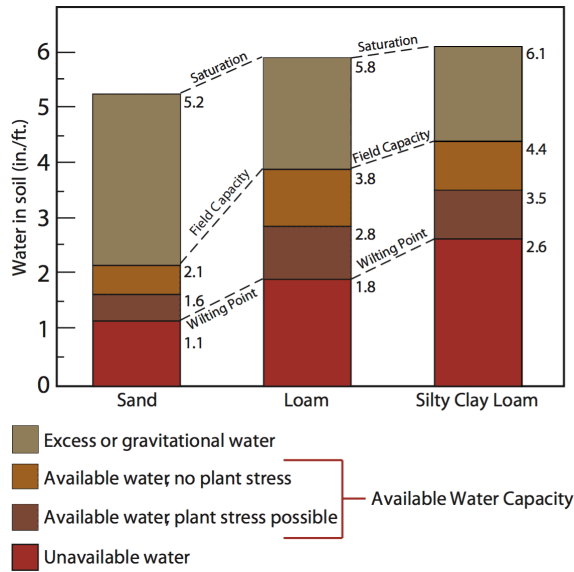 Water in soil (in./ft.)
6
5
4
3
2
1
0
Saturation
5.2
Field Capacity
2.1
1.6
Wilting Point
1.1
Saturation
5.8
Field Capacity
3.8
2.8
Wilting Point
1.8
6.1
4.4
3.5
2.6
Sand
Loam
Silty Clay Loam
Excess or gravitational water
Available water, no plant stress
Available water, plant stress possible
Available Water Capacity
Unavailable water